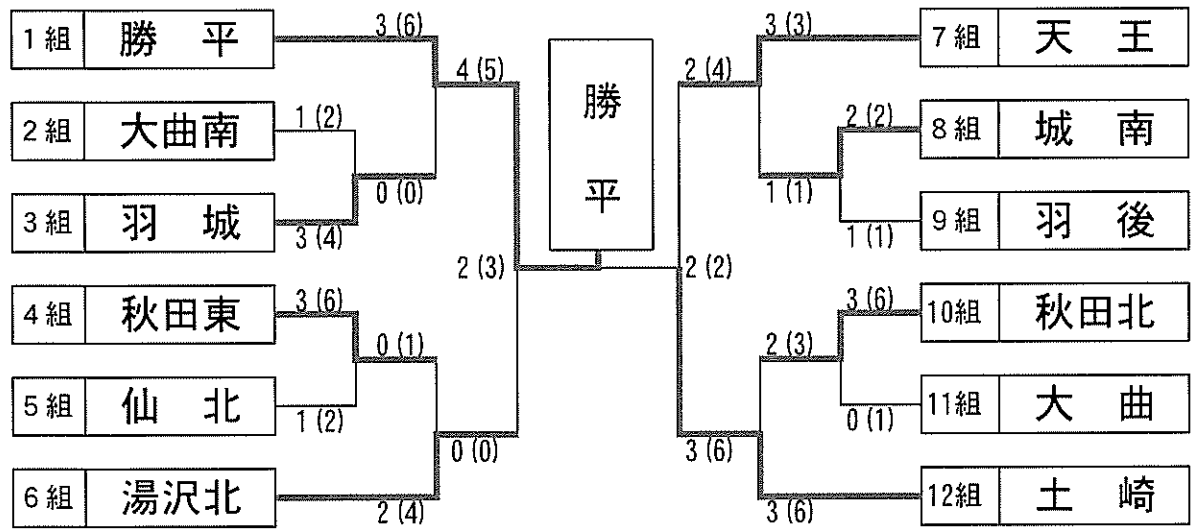 1組 勝 平
2組 大曲南
3組 羽 城
4組 秋田東
5組 仙 北
6組 湯沢北
3 (6)
1 (2)
3 (4)
3 (6)
1 (2)
2 (4)
4 (5)
0 (0)
0 (1)
0 (0)
2 (3)
勝
平
2 (2)
2 (4)
3 (6)
1 (1)
2 (3)
3 (3)
2 (2)
1 (1)
3 (6)
0 (1)
3 (6)
7組 天 王
8組 城 南
9組 羽 後
10組 秋田北
11組 大 曲
12組 土 崎